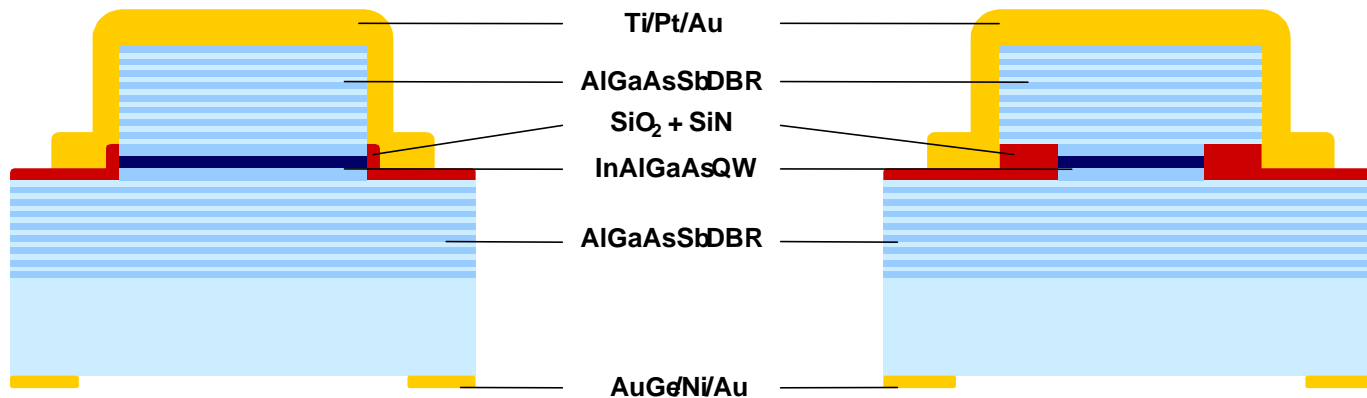 Ti/Pt/Au
AlGaAsSbDBR
SiO₂ + SiN
InAlGaAsQW
AlGaAsSbDBR
AuGe/Ni/Au